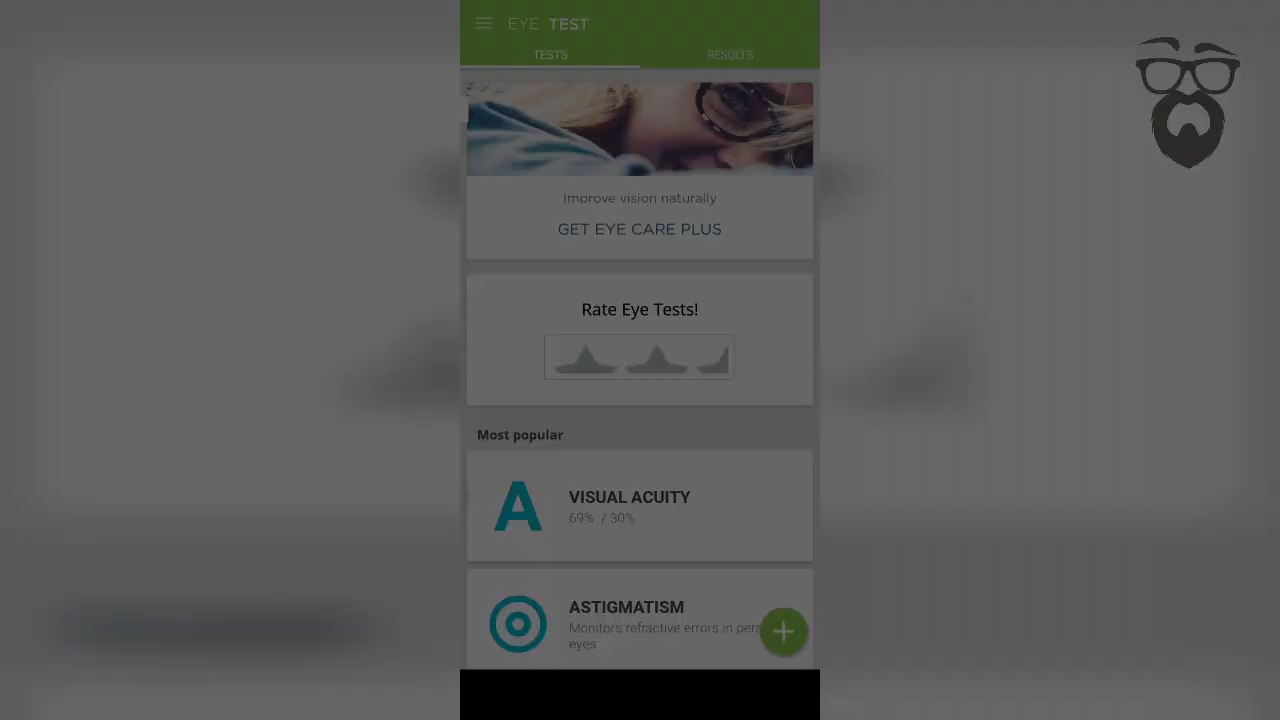 EYE TEST
TESTS
RESULTS
Improve vision naturally
GET EYE CARE PLUS
Rate Eye Tests!
Most popular
A
VISUAL ACUITY
69% / 30%
ASTIGMATISM
Monitors refractive errors in
eyes